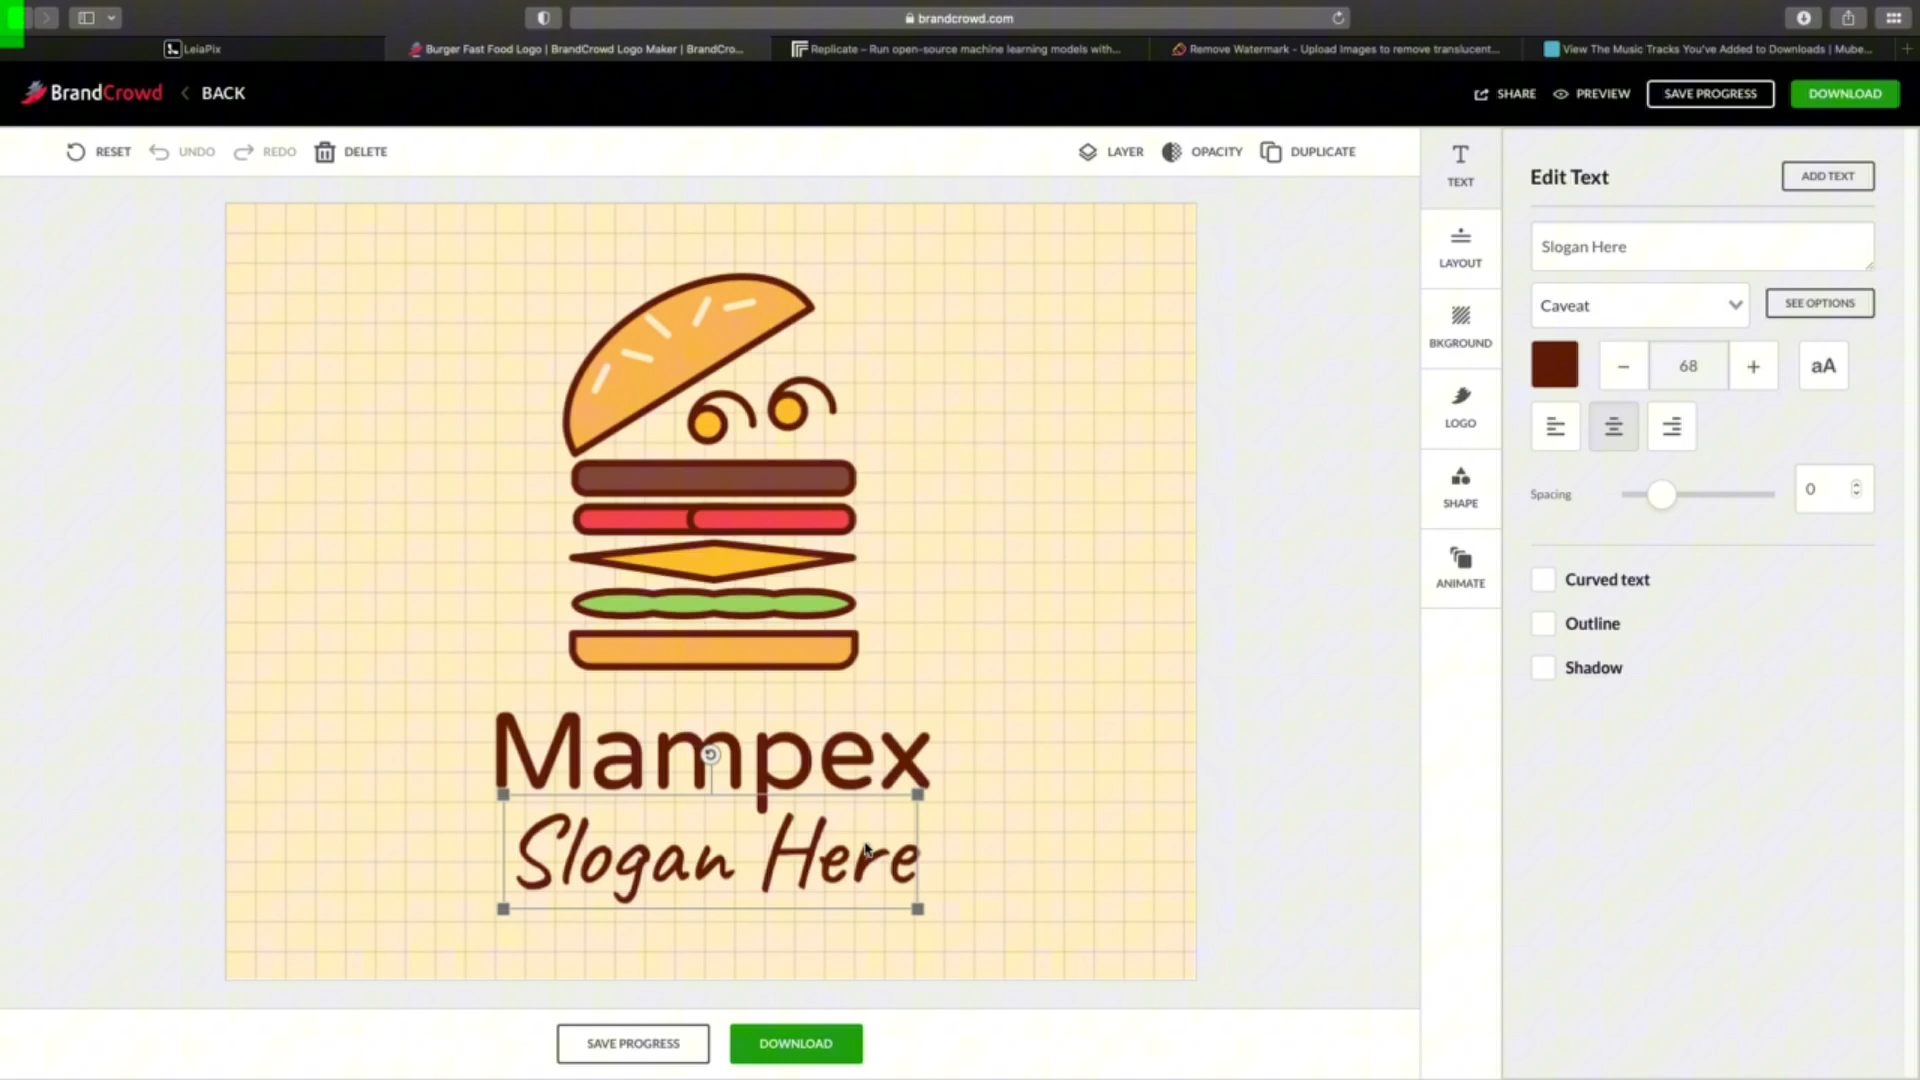 brandcrowd.com
LeiaPix
Burger Fast Food Logo | BrandCrowd Logo Maker | BrandCro...
Replicate – Run open-source machine learning models with...
Remove Watermark - Upload Images to remove translucent...
View The Music Tracks You've Added to Downloads | Mube...
BrandCrowd
BACK
SHARE
PREVIEW
SAVE PROGRESS
DOWNLOAD
RESET
UNDO
REDO
DELETE
LAYER
OPACITY
DUPLICATE
TEXT
LAYOUT
BKGROUND
LOGO
SHAPE
ANIMATE
Edit Text
ADD TEXT
Slogan Here
Caveat
SEE OPTIONS
68
aA
Spacing
0
Curved text
Outline
Shadow
Mampex
Slogan Here
SAVE PROGRESS
DOWNLOAD